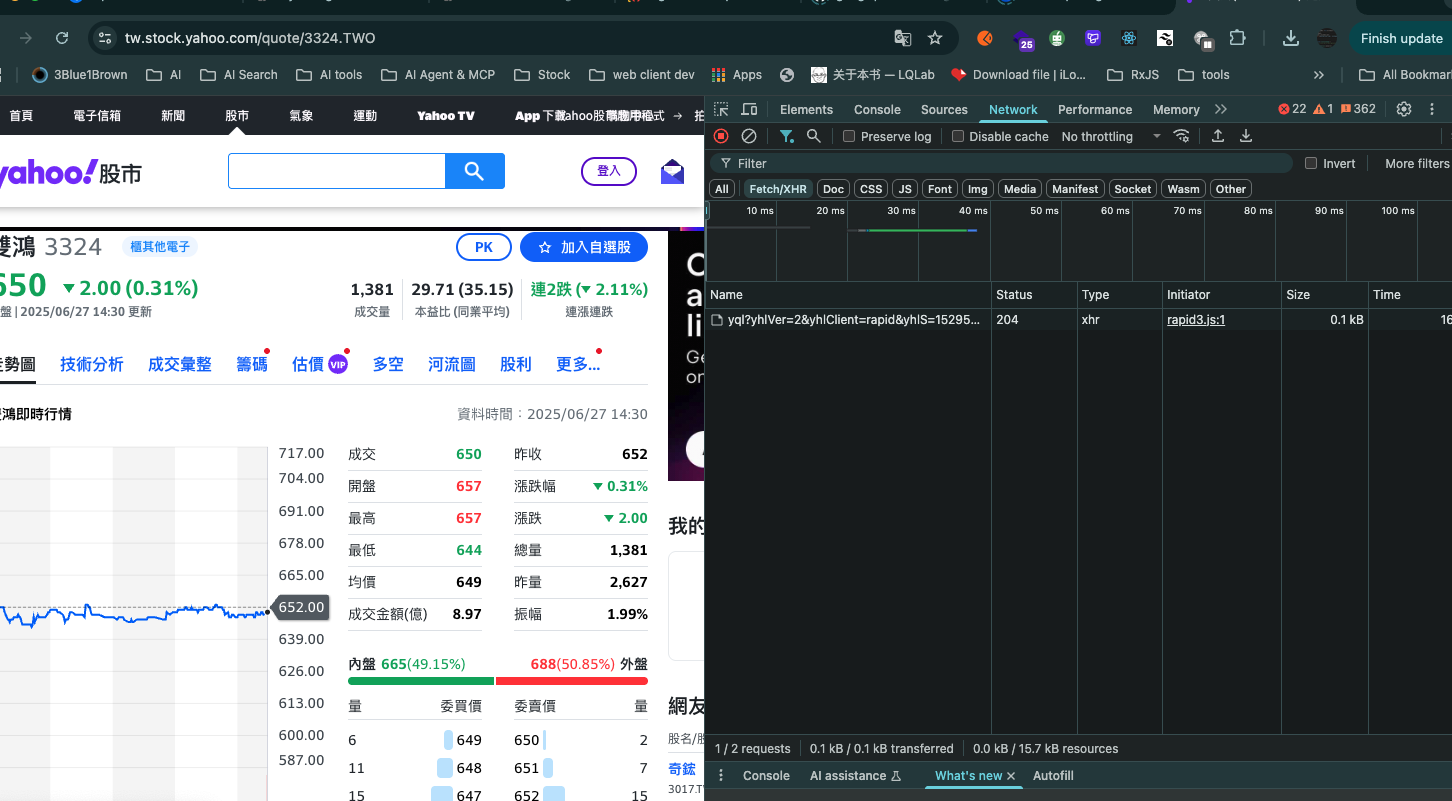 tw.stock.yahoo.com/quote/3324.TWO
25
Finish update
3Blue1Brown
AI
AI Search
AI tools
AI Agent & MCP
Stock
web client dev
Apps
关于本书 — LQLab
Download file | iLo...
RxJS
tools
All Bookmar
首頁
電子信箱
新聞
股市
氣象
運動
Yahoo TV
App
yahoo!股市
登入
雙鴻 3324
櫃其他電子
PK
加入自選股
650 ▼ 2.00 (0.31%)
盤 | 2025/06/27 14:30 更新
1,381
成交量
29.71 (35.15)
本益比 (同業平均)
連2跌 (▼ 2.11%)
連漲連跌
走勢圖
技術分析
成交彙整
籌碼
估價 VIP
多空
河流圖
股利
更多...
雙鴻即時行情
資料時間：2025/06/27 14:30
717.00
704.00
691.00
678.00
665.00
652.00
639.00
626.00
613.00
600.00
587.00
成交 650
昨收 652
開盤 657
漲跌幅 ▼ 0.31%
最高 657
漲跌 ▼ 2.00
最低 644
總量 1,381
均價 649
昨量 2,627
成交金額(億) 8.97
振幅 1.99%
內盤 665(49.15%)
688(50.85%) 外盤
量 委買價 委賣價 量
6 649 650 2
11 648 651 7
15 647 652 15
li
Ge
on
我的
網友
股名/股
奇鋐
3017.T
Elements
Console
Sources
Network
Performance
Memory
22
1
362
Preserve log
Disable cache
No throttling
Filter
Invert
More filters
All
Fetch/XHR
Doc
CSS
JS
Font
Img
Media
Manifest
Socket
Wasm
Other
10 ms
20 ms
30 ms
40 ms
50 ms
60 ms
70 ms
80 ms
90 ms
100 ms
Name Status Type Initiator Size Time
yql?yhlVer=2&yhlClient=rapid&yhlS=15295... 204 xhr rapid3.js:1 0.1 kB 16
1 / 2 requests
0.1 kB / 0.1 kB transferred
0.0 kB / 15.7 kB resources
Console
AI assistance
What's new
Autofill